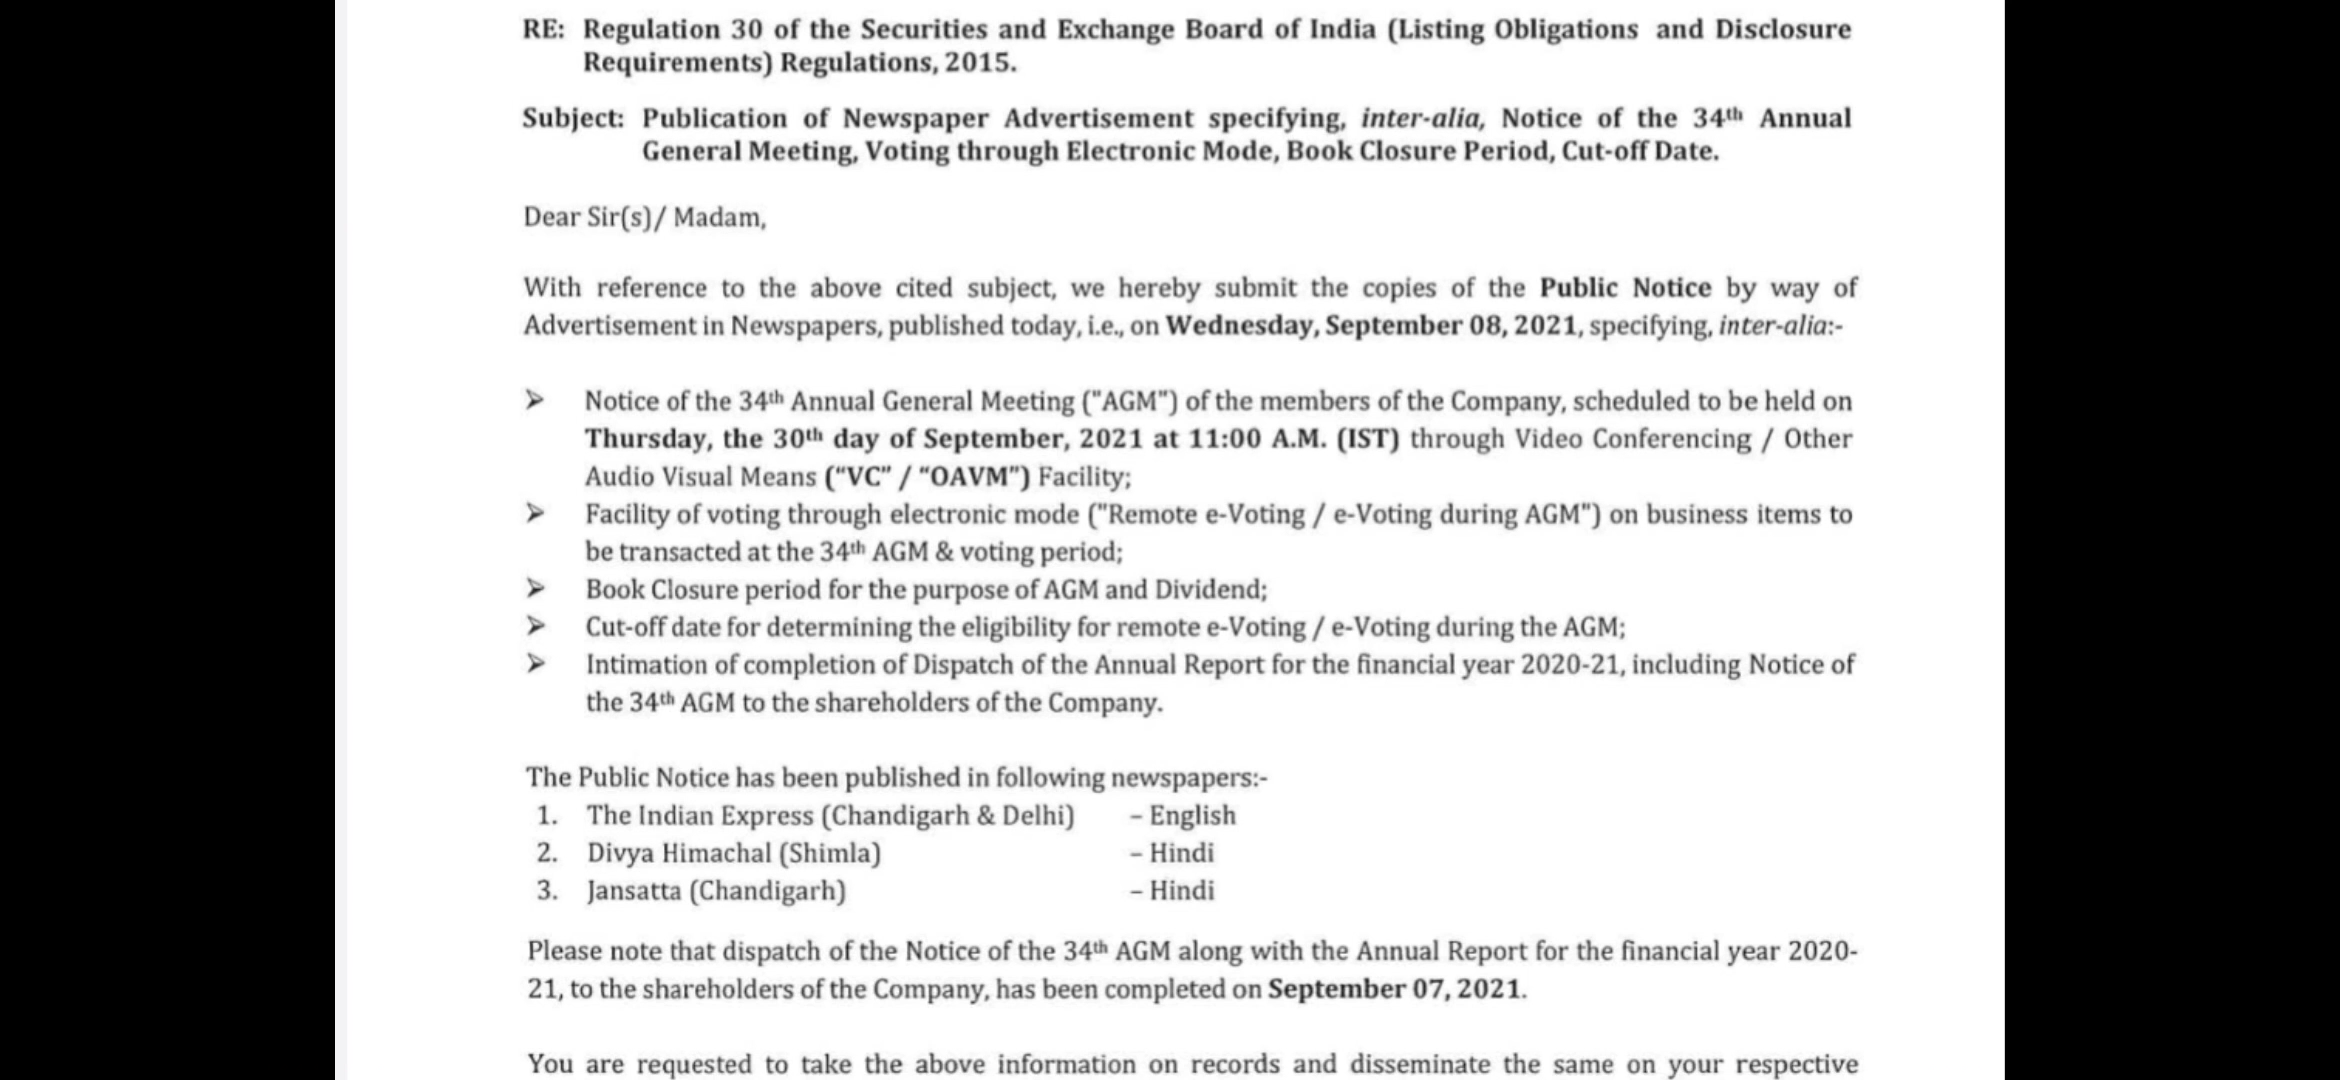 RE: Regulation 30 of the Securities and Exchange Board of India (Listing Obligations and Disclosure
Requirements) Regulations, 2015.
Subject: Publication of Newspaper Advertisement specifying, inter-alia, Notice of the 34th Annual
General Meeting, Voting through Electronic Mode, Book Closure Period, Cut-off Date.
Dear Sir(s)/ Madam,
With reference to the above cited subject, we hereby submit the copies of the Public Notice by way of
Advertisement in Newspapers, published today, i.e., on Wednesday, September 08, 2021, specifying, inter-alia:-
➢ Notice of the 34th Annual General Meeting ("AGM") of the members of the Company, scheduled to be held on
Thursday, the 30th day of September, 2021 at 11:00 A.M. (IST) through Video Conferencing / Other
Audio Visual Means (“VC” / “OAVM”) Facility;
➢ Facility of voting through electronic mode ("Remote e-Voting / e-Voting during AGM") on business items to
be transacted at the 34th AGM & voting period;
➢ Book Closure period for the purpose of AGM and Dividend;
➢ Cut-off date for determining the eligibility for remote e-Voting / e-Voting during the AGM;
➢ Intimation of completion of Dispatch of the Annual Report for the financial year 2020-21, including Notice of
the 34th AGM to the shareholders of the Company.
The Public Notice has been published in following newspapers:-
1. The Indian Express (Chandigarh & Delhi) – English
2. Divya Himachal (Shimla) – Hindi
3. Jansatta (Chandigarh) – Hindi
Please note that dispatch of the Notice of the 34th AGM along with the Annual Report for the financial year 2020-
21, to the shareholders of the Company, has been completed on September 07, 2021.
You are requested to take the above information on records and disseminate the same on your respective